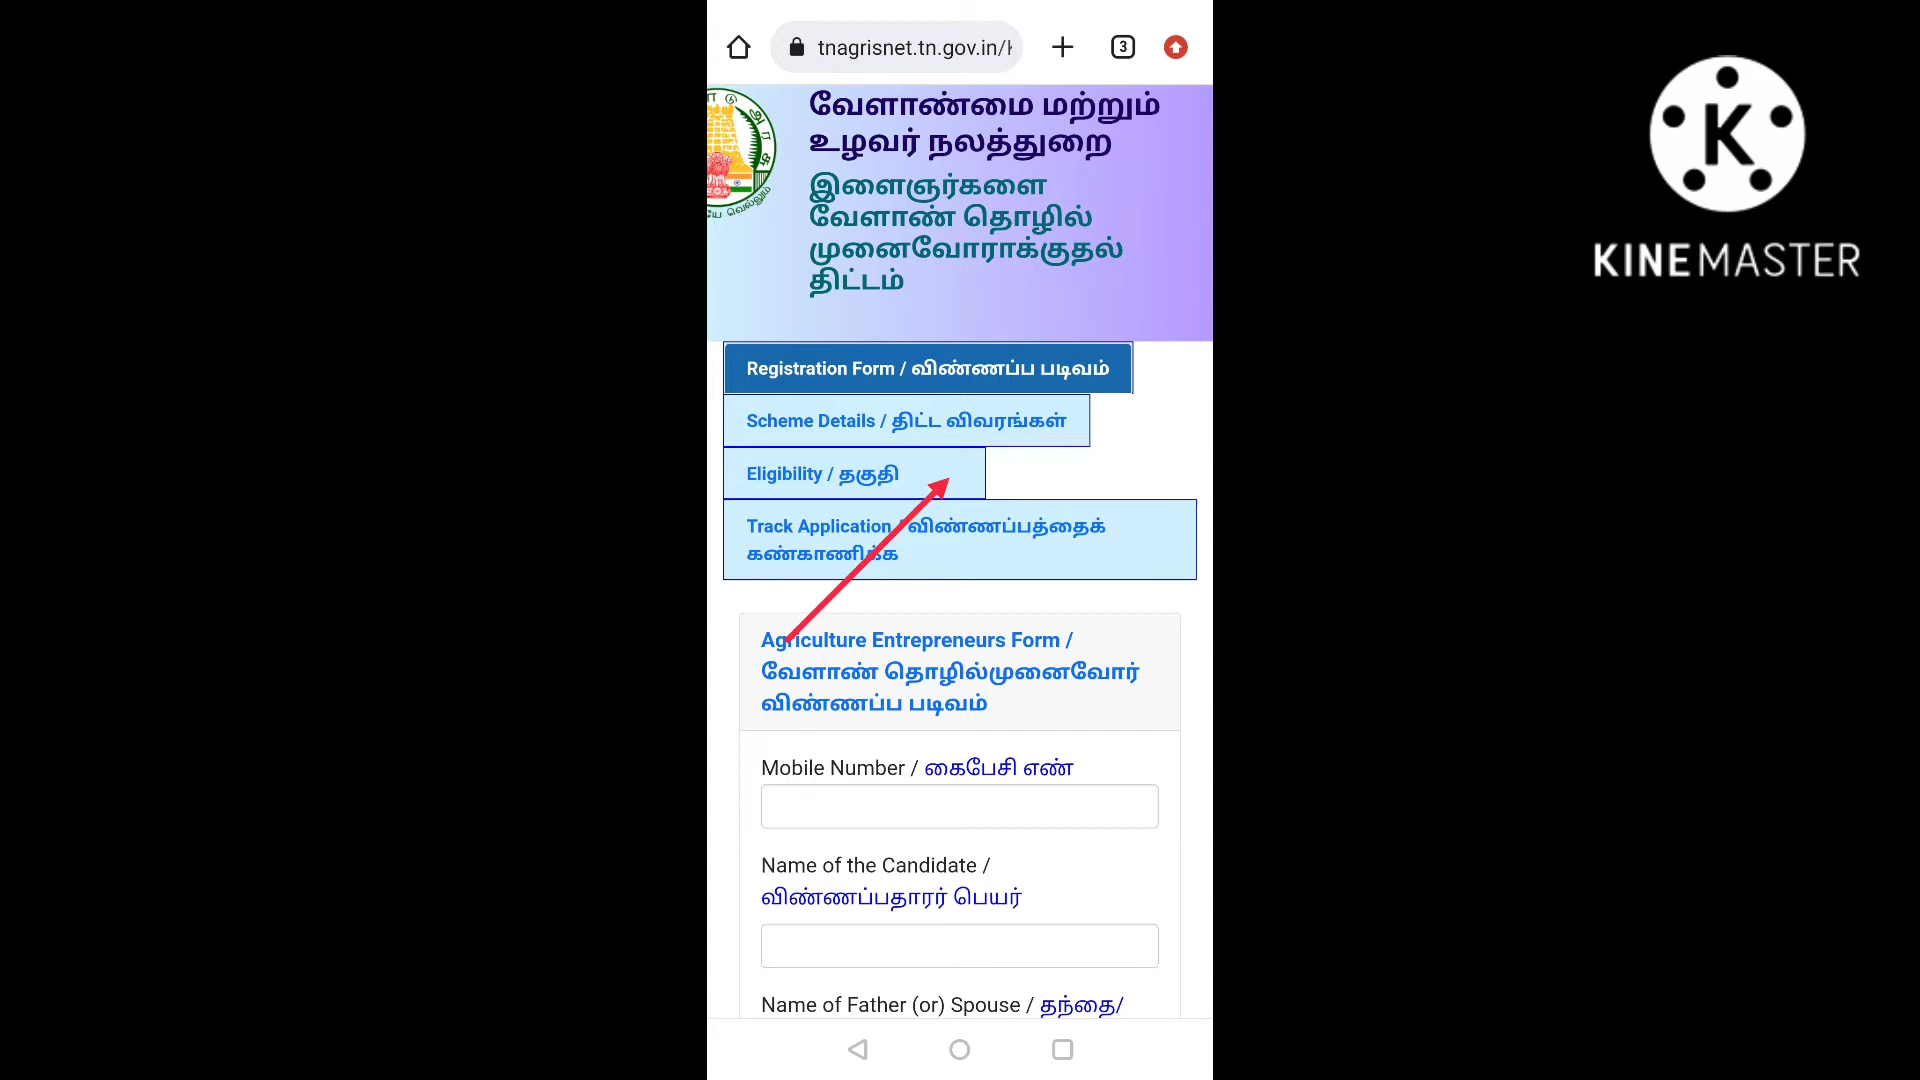 tnagrisnet.tn.gov.in/
3
வேளாண்மை மற்றும்
உழவர் நலத்துறை
இளைஞர்களை
வேளாண் தொழில்
முனைவோராக்குதல்
திட்டம்
Registration Form / விண்ணப்ப படிவம்
Scheme Details / திட்ட விவரங்கள்
Eligibility / தகுதி
Track Application / விண்ணப்பத்தைக்
கண்காணிக்க
Agriculture Entrepreneurs Form /
வேளாண் தொழில்முனைவோர்
விண்ணப்ப படிவம்
Mobile Number / கைபேசி எண்
Name of the Candidate /
விண்ணப்பதாரர் பெயர்
Name of Father (or) Spouse / தந்தை/
K
KINEMASTER